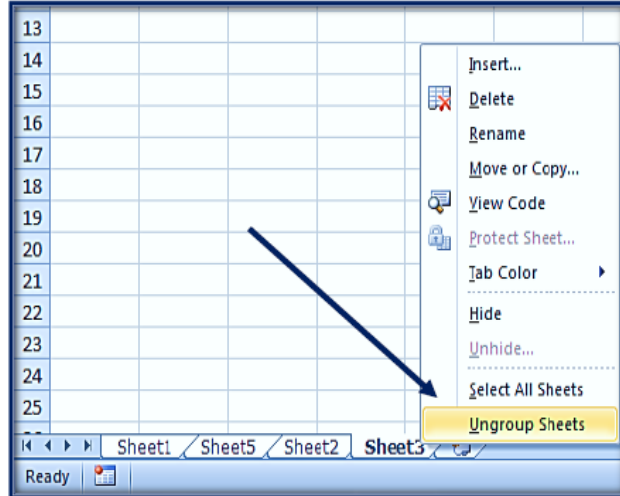 13
14
15
16
17
18
19
20
21
22
23
24
25
Insert...
Delete
Rename
Move or Copy...
View Code
Protect Sheet...
Tab Color
Hide
Unhide...
Select All Sheets
Ungroup Sheets
Sheet1 Sheet5 Sheet2 Sheet3
Ready